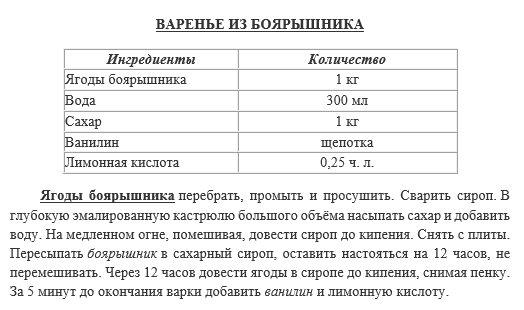 ВАРЕНЬЕ ИЗ БОЯРЫШНИКА
Ингредиенты Количество
Ягоды боярышника 1 кг
Вода 300 мл
Сахар 1 кг
Ванилин щепотка
Лимонная кислота 0,25 ч. л.
Ягоды боярышника перебрать, промыть и просушить. Сварить сироп. В
глубокую эмалированную кастрюлю большого объёма насыпать сахар и добавить
воду. На медленном огне, помешивая, довести сироп до кипения. Снять с плиты.
Пересыпать боярышник в сахарный сироп, оставить настояться на 12 часов, не
перемешивать. Через 12 часов довести ягоды в сиропе до кипения, снимая пенку.
За 5 минут до окончания варки добавить ванилин и лимонную кислоту.